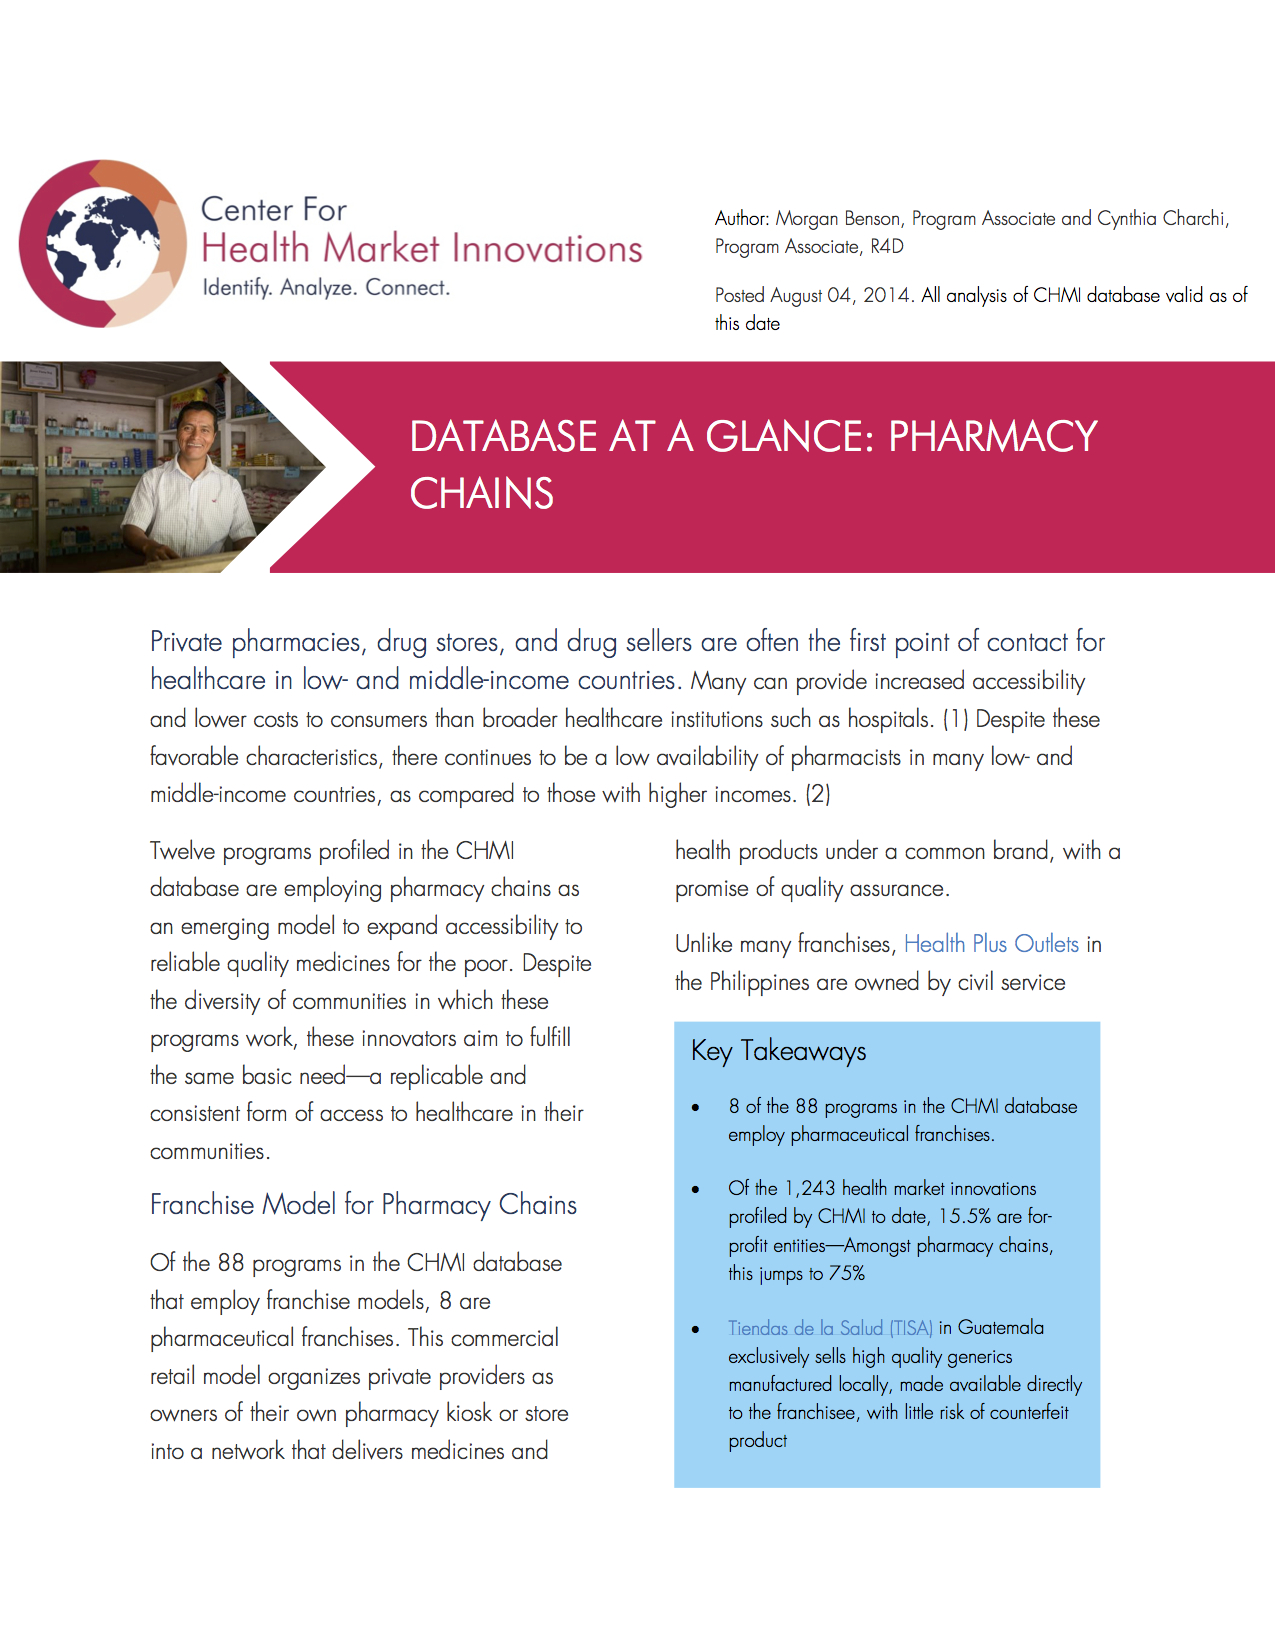 Center For
Health Market Innovations
Identify. Analyze. Connect.
Author: Morgan Benson, Program Associate and Cynthia Charchi,
Program Associate, R4D
Posted August 04, 2014. All analysis of CHMI database valid as of
this date
DATABASE AT A GLANCE: PHARMACY
CHAINS
Private pharmacies, drug stores, and drug sellers are often the first point of contact for
healthcare in low- and middle-income countries. Many can provide increased accessibility
and lower costs to consumers than broader healthcare institutions such as hospitals. (1) Despite these
favorable characteristics, there continues to be a low availability of pharmacists in many low- and
middle-income countries, as compared to those with higher incomes. (2)
Twelve programs profiled in the CHMI
database are employing pharmacy chains as
an emerging model to expand accessibility to
reliable quality medicines for the poor. Despite
the diversity of communities in which these
programs work, these innovators aim to fulfill
the same basic need—a replicable and
consistent form of access to healthcare in their
communities.
Franchise Model for Pharmacy Chains
Of the 88 programs in the CHMI database
that employ franchise models, 8 are
pharmaceutical franchises. This commercial
retail model organizes private providers as
owners of their own pharmacy kiosk or store
into a network that delivers medicines and
health products under a common brand, with a
promise of quality assurance.
Unlike many franchises, Health Plus Outlets in
the Philippines are owned by civil service
Key Takeaways
• 8 of the 88 programs in the CHMI database
employ pharmaceutical franchises.
• Of the 1,243 health market innovations
profiled by CHMI to date, 15.5% are for-
profit entities—Amongst pharmacy chains,
this jumps to 75%
• Tiendas de la Salud (TISA) in Guatemala
exclusively sells high quality generics
manufactured locally, made available directly
to the franchisee, with little risk of counterfeit
product